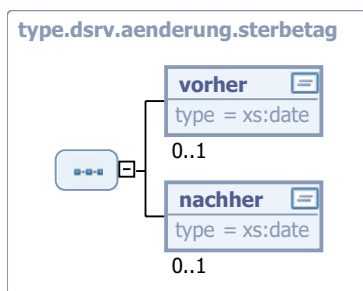 type.dsrv.aenderung.sterbetag
vorher
type = xs:date
0..1
nachher
type = xs:date
0..1